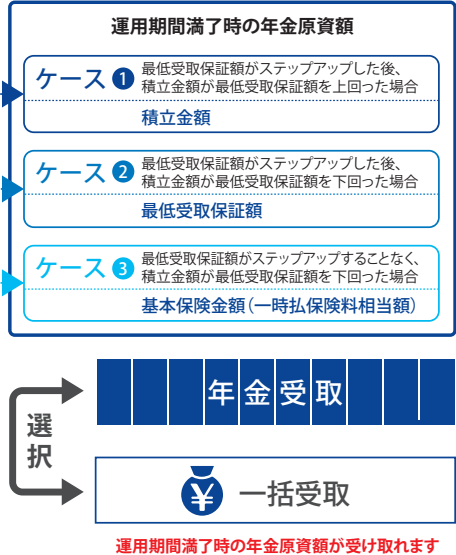 運用期間満了時の年金原資額
ケース❶
最低受取保証額がステップアップした後、
積立金額が最低受取保証額を上回った場合
積立金額
ケース❷
最低受取保証額がステップアップした後、
積立金額が最低受取保証額を下回った場合
最低受取保証額
ケース❸
最低受取保証額がステップアップすることなく、
積立金額が最低受取保証額を下回った場合
基本保険金額（一時払保険料相当額）
選択
年金受取
¥
一括受取
運用期間満了時の年金原資額が受け取れます